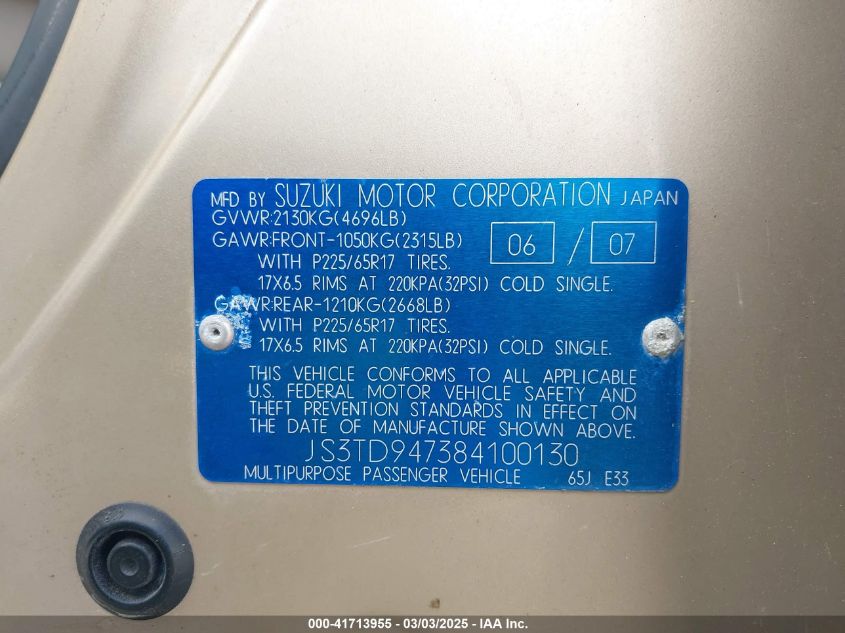 MFD BY SUZUKI MOTOR CORPORATION JAPAN
GVWR:2130KG(4696LB)
GAWR:FRONT-1050KG(2315LB) 06 / 07
WITH P225/65R17 TIRES.
17X6.5 RIMS AT 220KPA(32PSI) COLD SINGLE.
GAWR:REAR-1210KG(2668LB)
WITH P225/65R17 TIRES.
17X6.5 RIMS AT 220KPA(32PSI) COLD SINGLE.
THIS VEHICLE CONFORMS TO ALL APPLICABLE
U.S. FEDERAL MOTOR VEHICLE SAFETY AND
THEFT PREVENTION STANDARDS IN EFFECT ON
THE DATE OF MANUFACTURE SHOWN ABOVE.
JS3TD947384100130
MULTIPURPOSE PASSENGER VEHICLE 65J E33
000-41713955 - 03/03/2025 - IAA Inc.